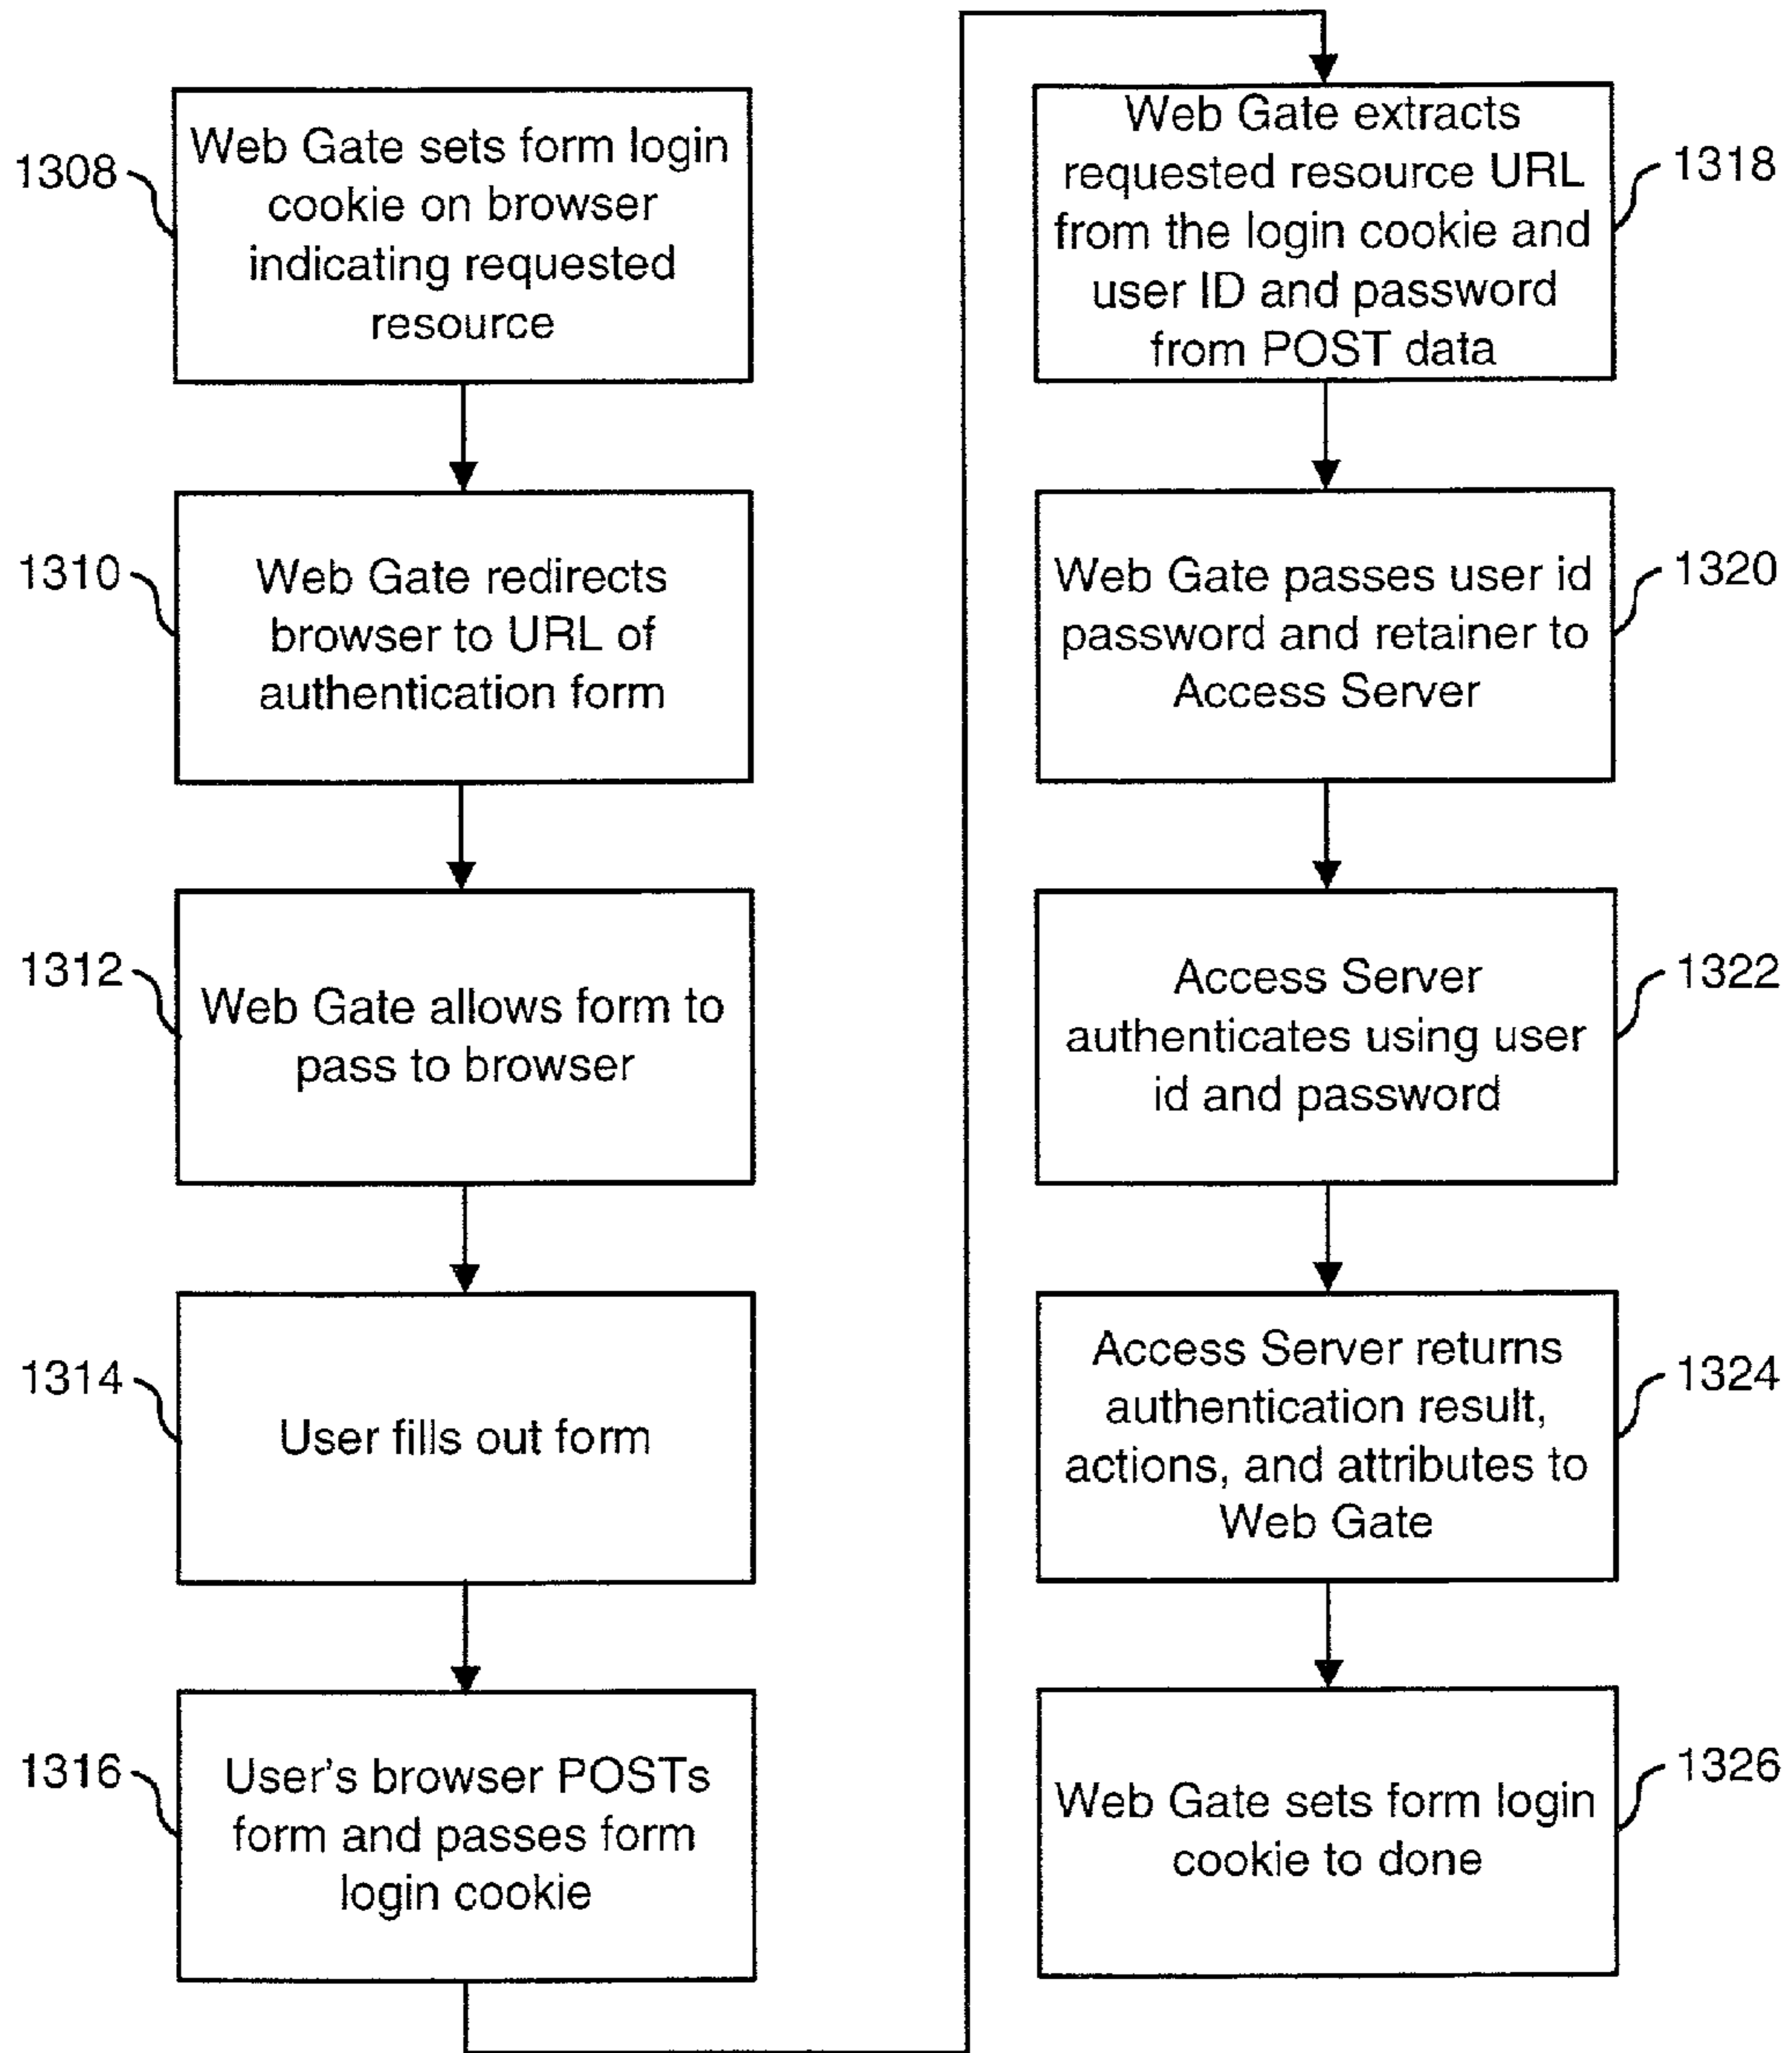 1308
Web Gate sets form login
cookie on browser
indicating requested
resource
1310
Web Gate redirects
browser to URL of
authentication form
1312
Web Gate allows form to
pass to browser
1314
User fills out form
1316
User's browser POSTs
form and passes form
login cookie
Web Gate extracts
requested resource URL
from the login cookie and
user ID and password
from POST data
1318
Web Gate passes user id
password and retainer to
Access Server
1320
Access Server
authenticates using user
id and password
1322
Access Server returns
authentication result,
actions, and attributes to
Web Gate
1324
Web Gate sets form login
cookie to done
1326